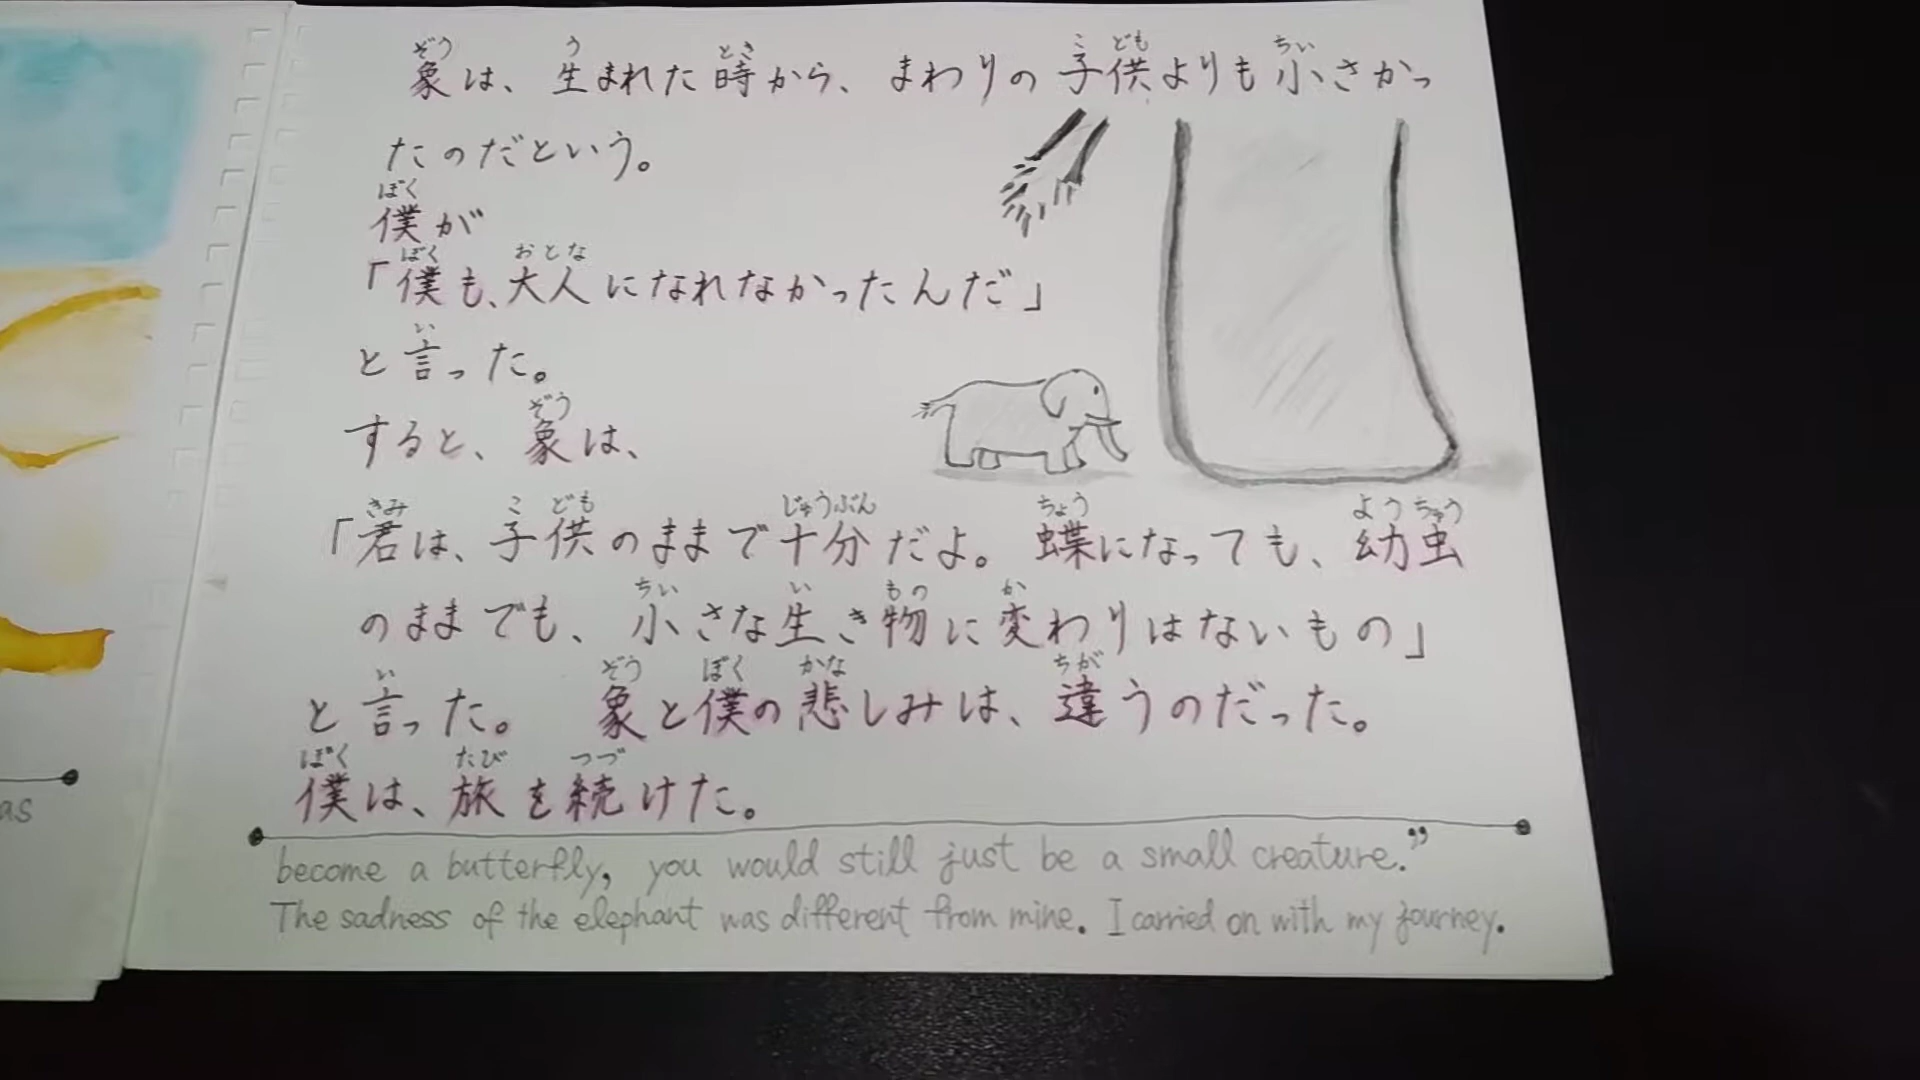 象は、生まれた時から、まわりの子供よりも小さかっ
たのだという。
僕が
「僕も、大人になれなかったんだ」
と言った。
すると、象は、
「君は、子供のままで十分だよ。蝶になっても、幼虫
のままでも、小さな生き物に変わりはないもの」
と言った。 象と僕の悲しみは、違うのだった。
僕は、旅を続けた。
as
become a butterfly, you would still just be a small creature.”
The sadness of the elephant was different from mine. I carried on with my journey.